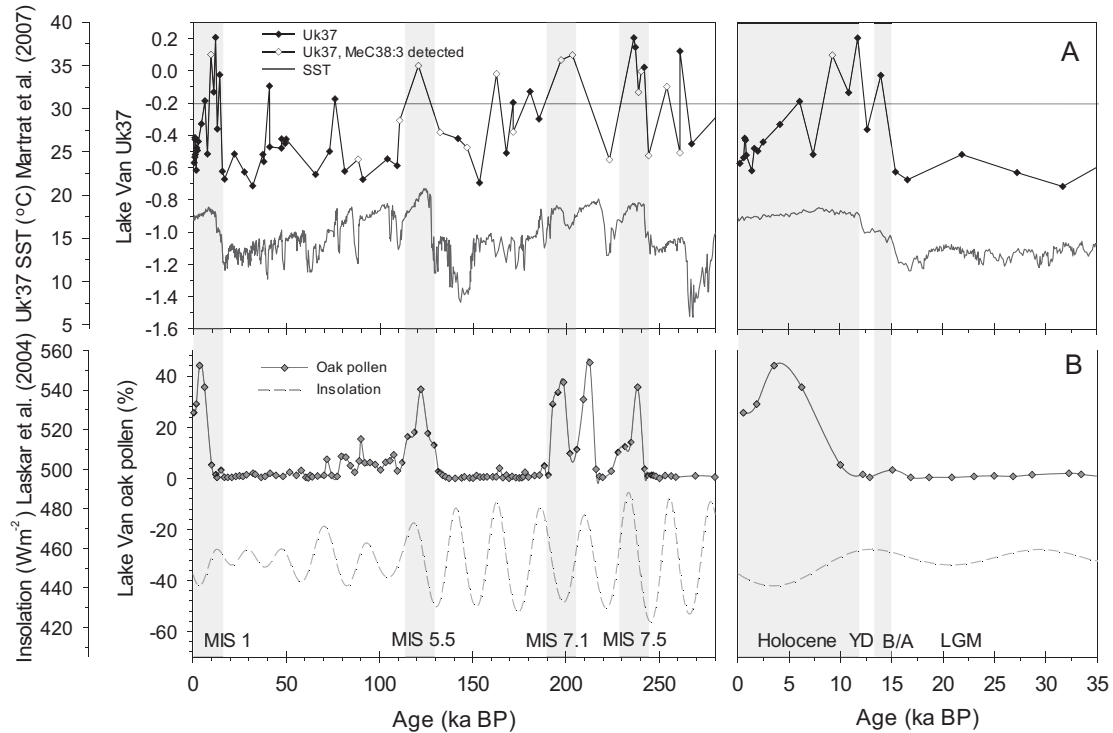 Uk'37 SST (°C) Martrat et al. (2007)
40
35
30
25
20
15
10
5
Lake Van Uk37
0.2
0.0
-0.2
-0.4
-0.6
-0.8
-1.0
-1.2
-1.4
-1.6
Uk37
Uk37, MeC38:3 detected
SST
A
Insolation (Wm-2) Laskar et al. (2004)
560
540
520
500
480
460
440
420
Lake Van oak pollen (%)
40
20
0
-20
-40
-60
Oak pollen
Insolation
B
MIS 1
MIS 5.5
MIS 7.1
MIS 7.5
Holocene
YD
B/A
LGM
0 50 100 150 200 250
Age (ka BP)
0 5 10 15 20 25 30 35
Age (ka BP)